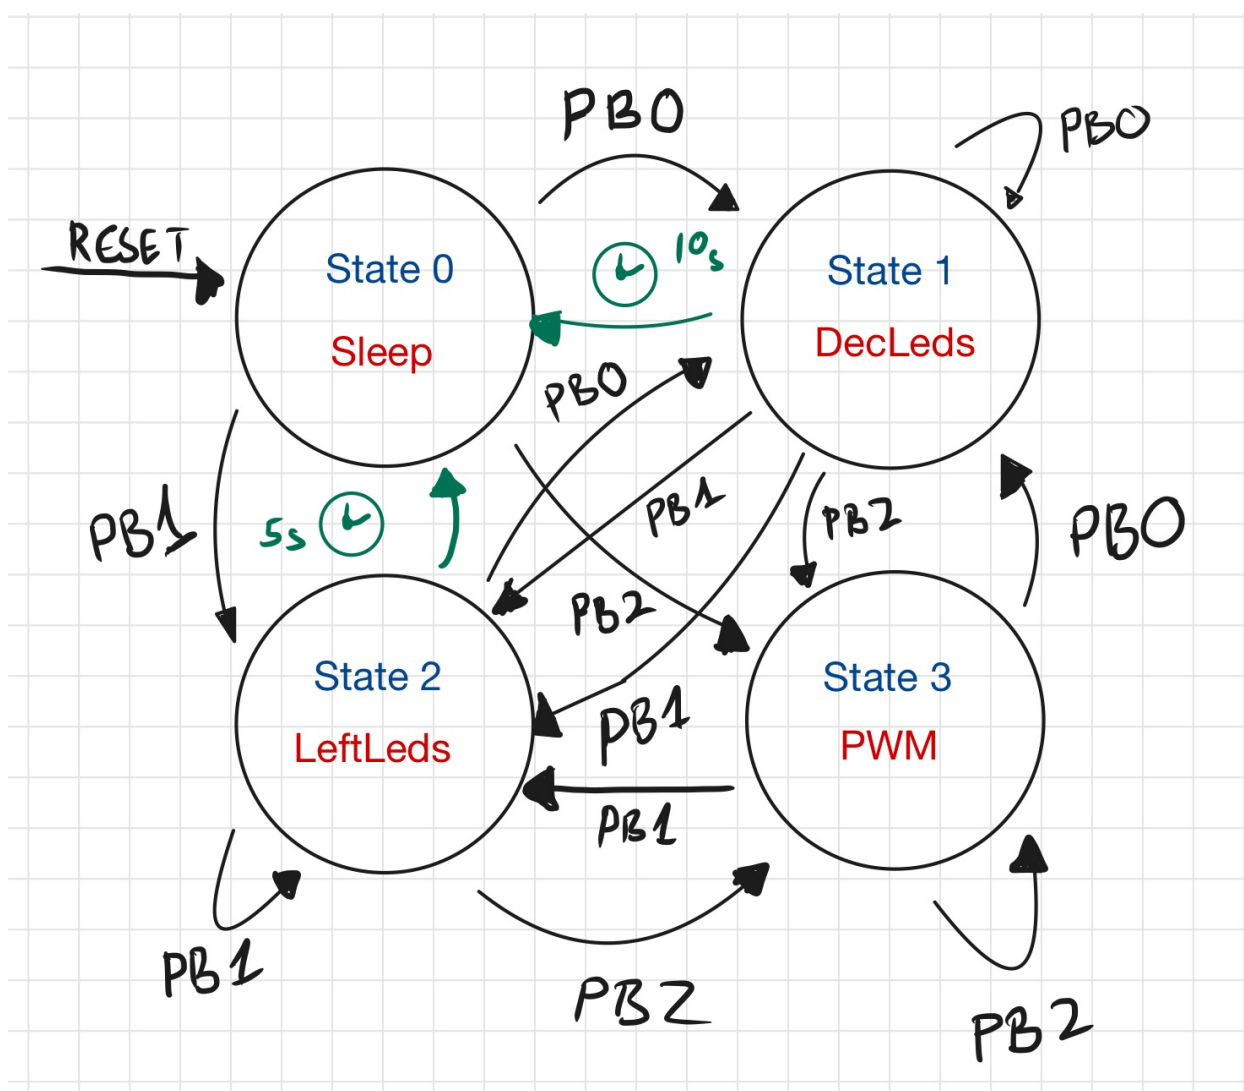 PB0
PB0
RESET
10s
State 0
State 1
Sleep
DecLeds
PB0
PB1
PB1
5s
PB2
PB0
PB2
State 2
State 3
LeftLeds
PB1
PWM
PB1
PB1
PB2
PB2